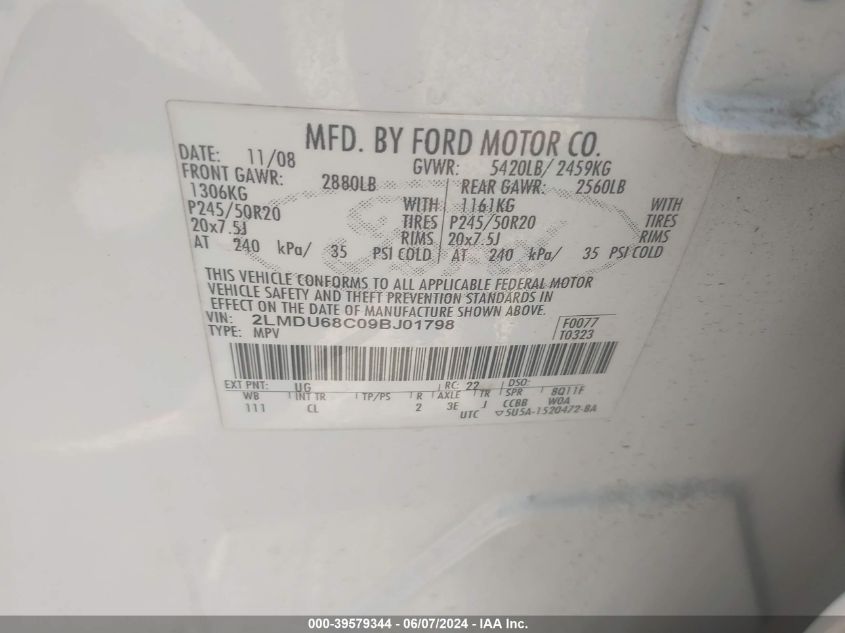 MFD. BY FORD MOTOR CO.
DATE: 11/08 GVWR: 5420LB/ 2459KG
FRONT GAWR: 2880LB REAR GAWR: 2560LB
1306KG WITH 1161KG WITH
P245/50R20 TIRES P245/50R20 TIRES
20x7.5J RIMS 20x7.5J RIMS
AT 240 kPa/ 35 PSI COLD AT 240 kPa/ 35 PSI COLD
THIS VEHICLE CONFORMS TO ALL APPLICABLE FEDERAL MOTOR
VEHICLE SAFETY AND THEFT PREVENTION STANDARDS IN
EFFECT ON THE DATE OF MANUFACTURE SHOWN ABOVE.
VIN: 2LMDU68C09BJ01798 F0077
TYPE: MPV T0323
EXT PNT: UG RC: 22 DSO:
WB INT TR TP/PS R AXLE TR SPR 8Q11F
111 CL 2 3E J CCBB WOA
UTC 5U5A-1520472-BA
000-39579344 - 06/07/2024 - IAA Inc.